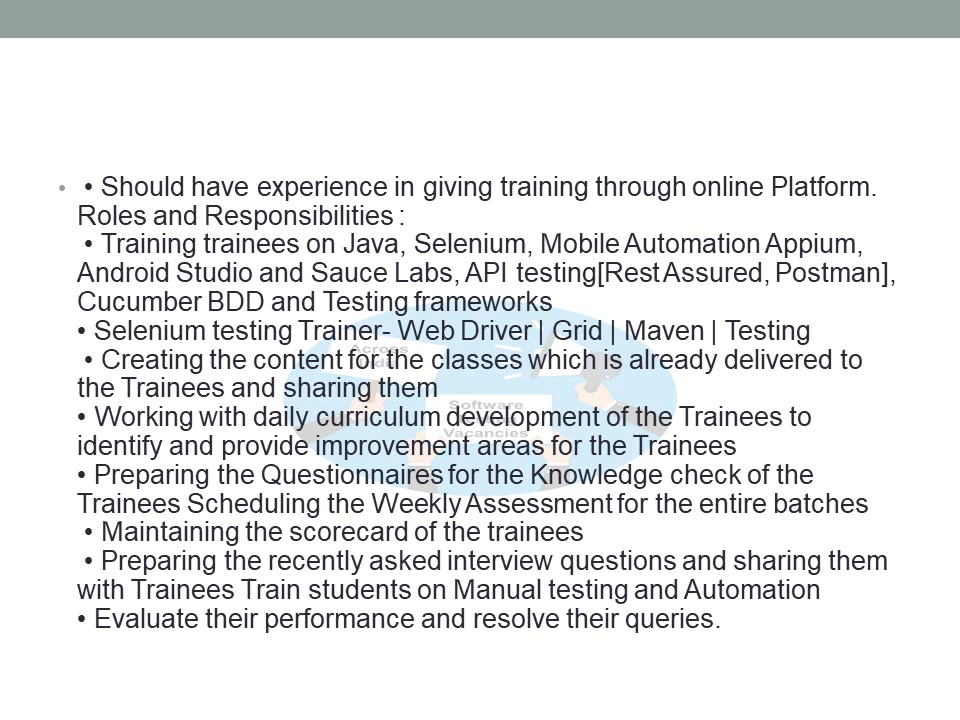 • • Should have experience in giving training through online Platform.
Roles and Responsibilities :
• Training trainees on Java, Selenium, Mobile Automation Appium,
Android Studio and Sauce Labs, API testing[Rest Assured, Postman],
Cucumber BDD and Testing frameworks
• Selenium testing Trainer- Web Driver | Grid | Maven | Testing
• Creating the content for the classes which is already delivered to
the Trainees and sharing them
• Working with daily curriculum development of the Trainees to
identify and provide improvement areas for the Trainees
• Preparing the Questionnaires for the Knowledge check of the
Trainees Scheduling the Weekly Assessment for the entire batches
• Maintaining the scorecard of the trainees
• Preparing the recently asked interview questions and sharing them
with Trainees Train students on Manual testing and Automation
• Evaluate their performance and resolve their queries.
Across
Software
Vacancies